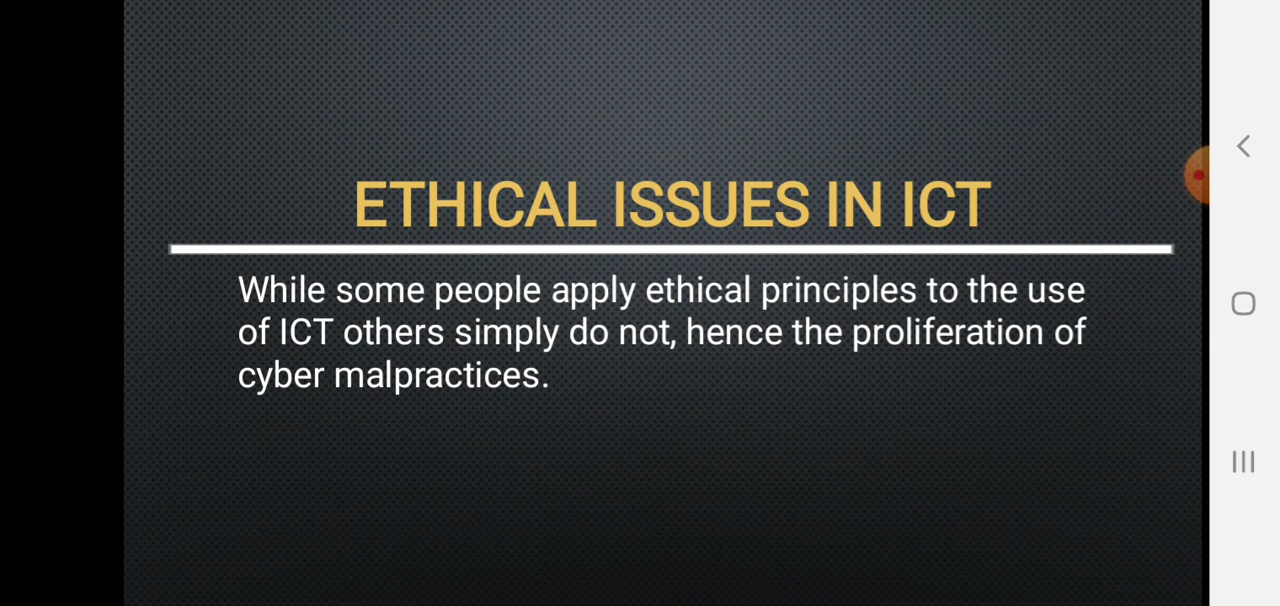 ETHICAL ISSUES IN ICT
While some people apply ethical principles to the use
of ICT others simply do not, hence the proliferation of
cyber malpractices.